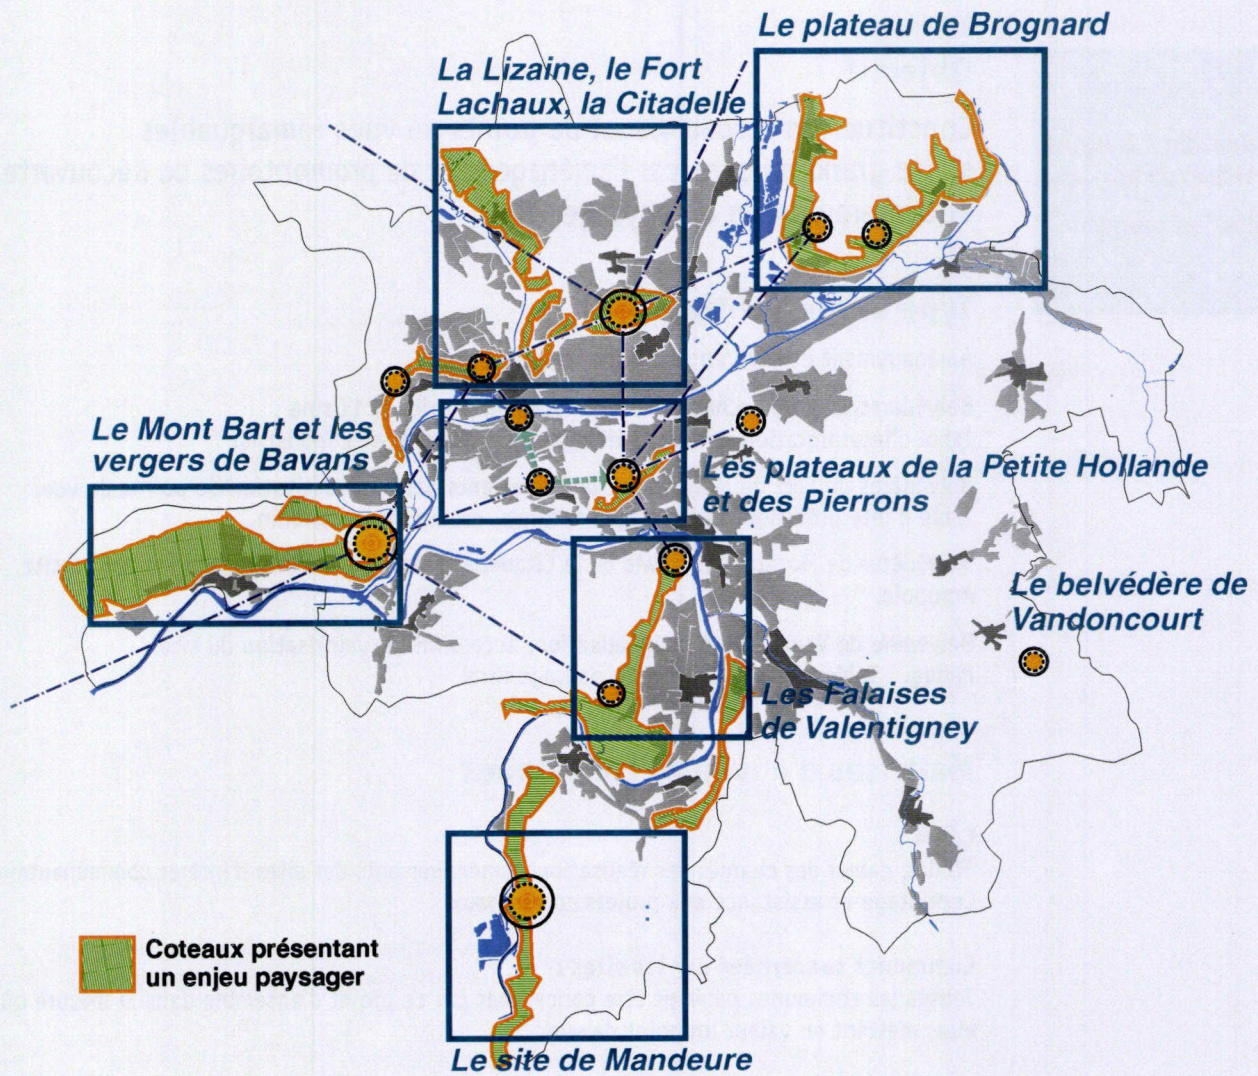 Le plateau de Brognard
La Lizaine, le Fort
Lachaux, la Citadelle
Le Mont Bart et les
vergers de Bavans
Les plateaux de la Petite Hollande
et des Pierrons
Le belvédère de
Vandoncourt
Les Falaises
de Valentigney
Coteaux présentant
un enjeu paysager
Le site de Mandeure